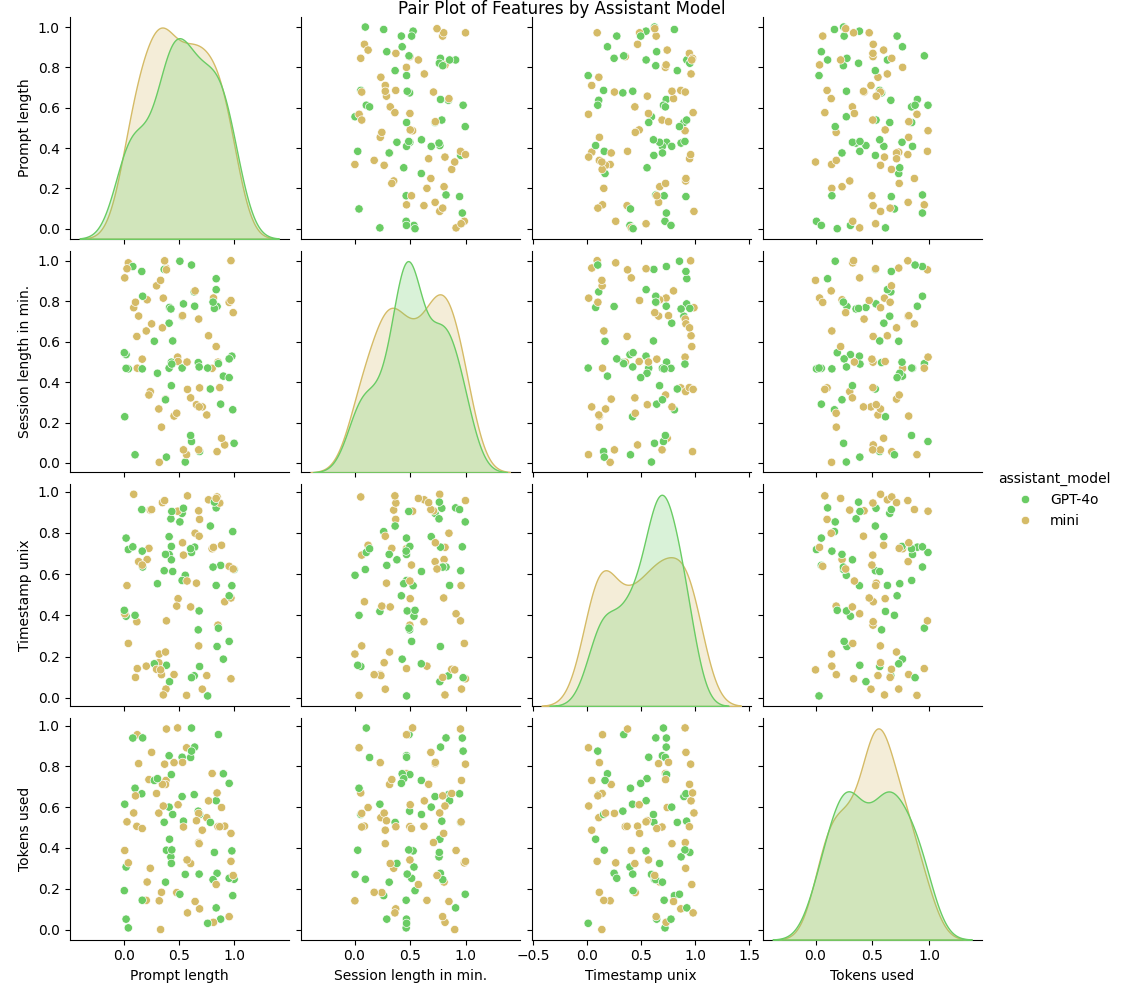 Pair Plot of Features by Assistant Model
1.0
0.8
0.6
0.4
0.2
0.0
Prompt length
1.0
0.8
0.6
0.4
0.2
0.0
Session length in min.
1.0
0.8
0.6
0.4
0.2
0.0
Timestamp unix
1.0
0.8
0.6
0.4
0.2
0.0
Tokens used
0.0 0.5 1.0
Prompt length
0.0 0.5 1.0
Session length in min.
−0.5 0.0 0.5 1.0 1.5
Timestamp unix
0.0 0.5 1.0
Tokens used
assistant_model
GPT-4o
mini